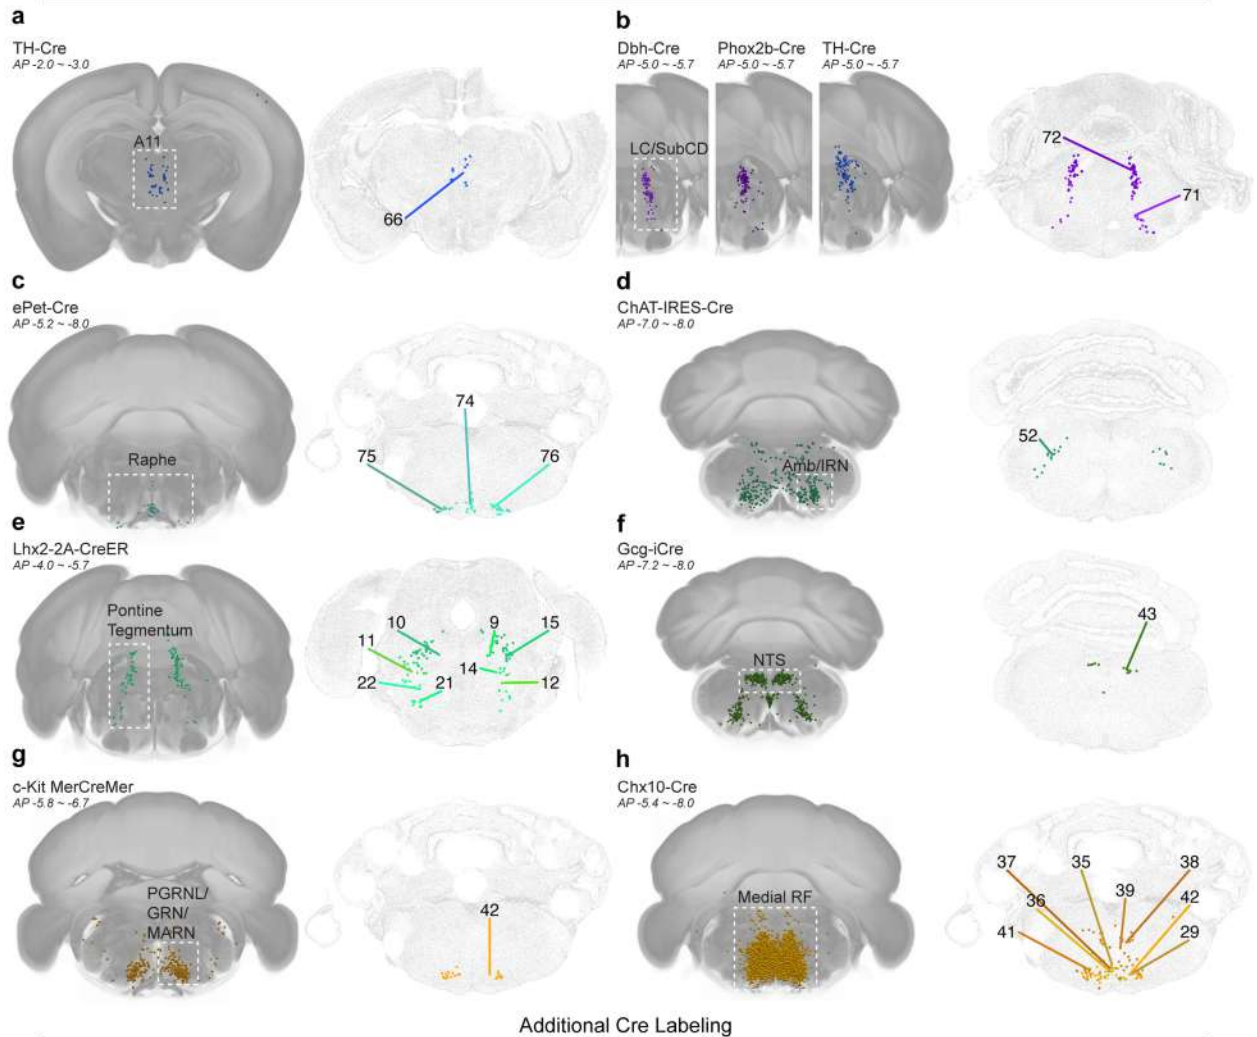 a
TH-Cre
AP -2.0 ~ -3.0
A11
66
b
Dbh-Cre Phox2b-Cre TH-Cre
AP -5.0 ~ -5.7 AP -5.0 ~ -5.7 AP -5.0 ~ -5.7
LC/SubCD
72
71
c
ePet-Cre
AP -5.2 ~ -8.0
Raphe
74
75 76
d
ChAT-IRES-Cre
AP -7.0 ~ -8.0
Amb/IRN
52
e
Lhx2-2A-CreER
AP -4.0 ~ -5.7
Pontine
Tegmentum
10 9 15
11
14
22 21 12
f
Gcg-iCre
AP -7.2 ~ -8.0
NTS
43
g
c-Kit MerCreMer
AP -5.8 ~ -6.7
PGRNL/
GRN/
MARN
42
h
Chx10-Cre
AP -5.4 ~ -8.0
Medial RF
37 35 38
39
36 42
41 29
Additional Cre Labeling